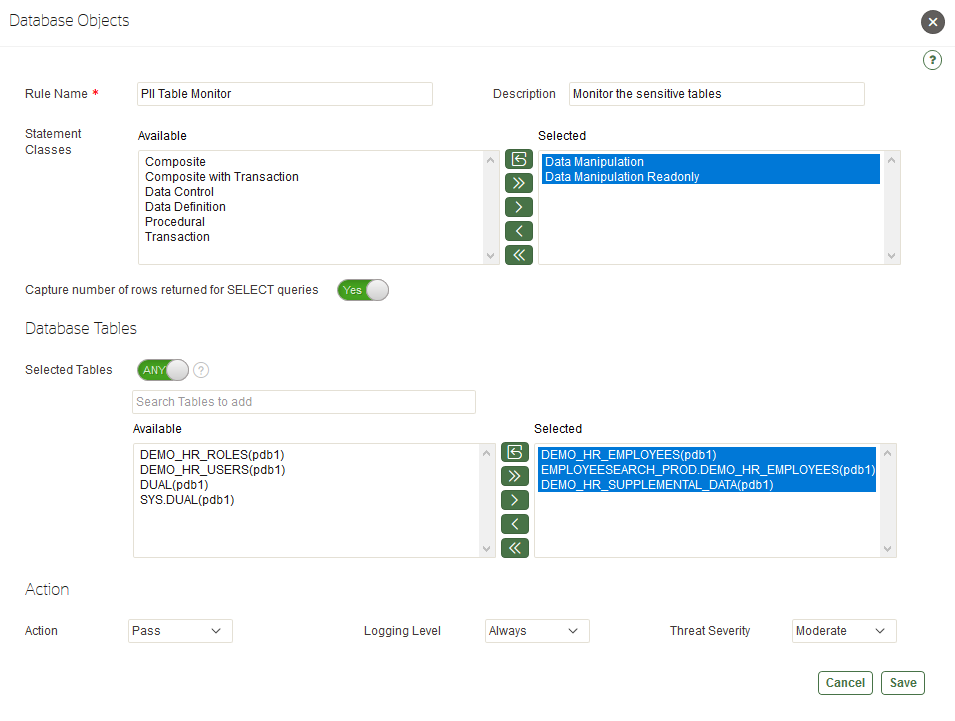 Database Objects
?
Rule Name * PII Table Monitor Description Monitor the sensitive tables
Statement Classes
Available
Composite
Composite with Transaction
Data Control
Data Definition
Procedural
Transaction
Selected
Data Manipulation
Data Manipulation Readonly
Capture number of rows returned for SELECT queries Yes
Database Tables
Selected Tables ANY ?
Search Tables to add
Available
DEMO_HR_ROLES(pdb1)
DEMO_HR_USERS(pdb1)
DUAL(pdb1)
SYS.DUAL(pdb1)
Selected
DEMO_HR_EMPLOYEES(pdb1)
EMPLOYEESEARCH_PROD.DEMO_HR_EMPLOYEES(pdb1)
DEMO_HR_SUPPLEMENTAL_DATA(pdb1)
Action
Action Pass Logging Level Always Threat Severity Moderate
Cancel Save